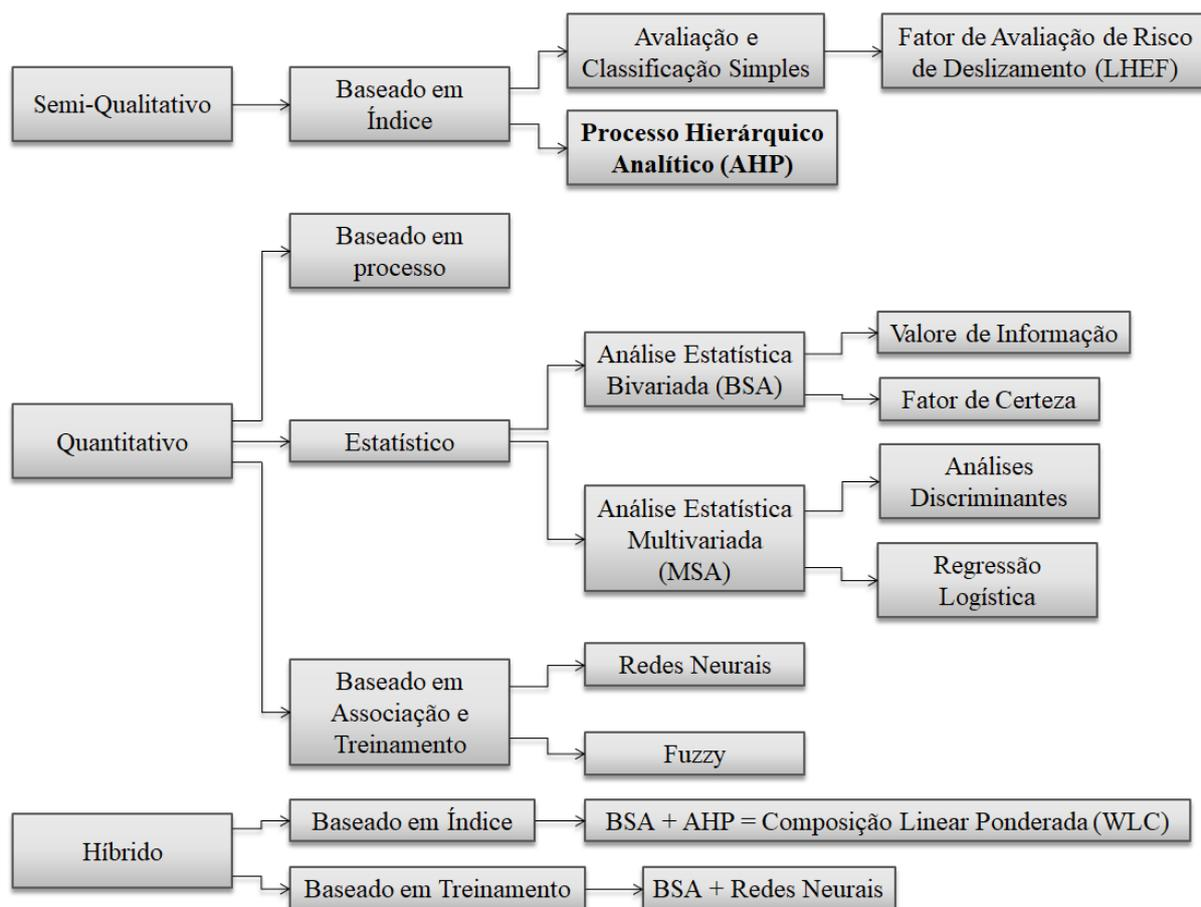 Semi-Qualitativo
Baseado em
Índice
Avaliação e
Classificação Simples
Fator de Avaliação de Risco
de Deslizamento (LHEF)
Processo Hierárquico
Analítico (AHP)
Quantitativo
Baseado em
processo
Estatístico
Análise Estatística
Bivariada (BSA)
Valore de Informação
Fator de Certeza
Análise Estatística
Multivariada
(MSA)
Análises
Discriminantes
Regressão
Logística
Baseado em
Associação e
Treinamento
Redes Neurais
Fuzzy
Híbrido
Baseado em Índice
BSA + AHP = Composição Linear Ponderada (WLC)
Baseado em Treinamento
BSA + Redes Neurais